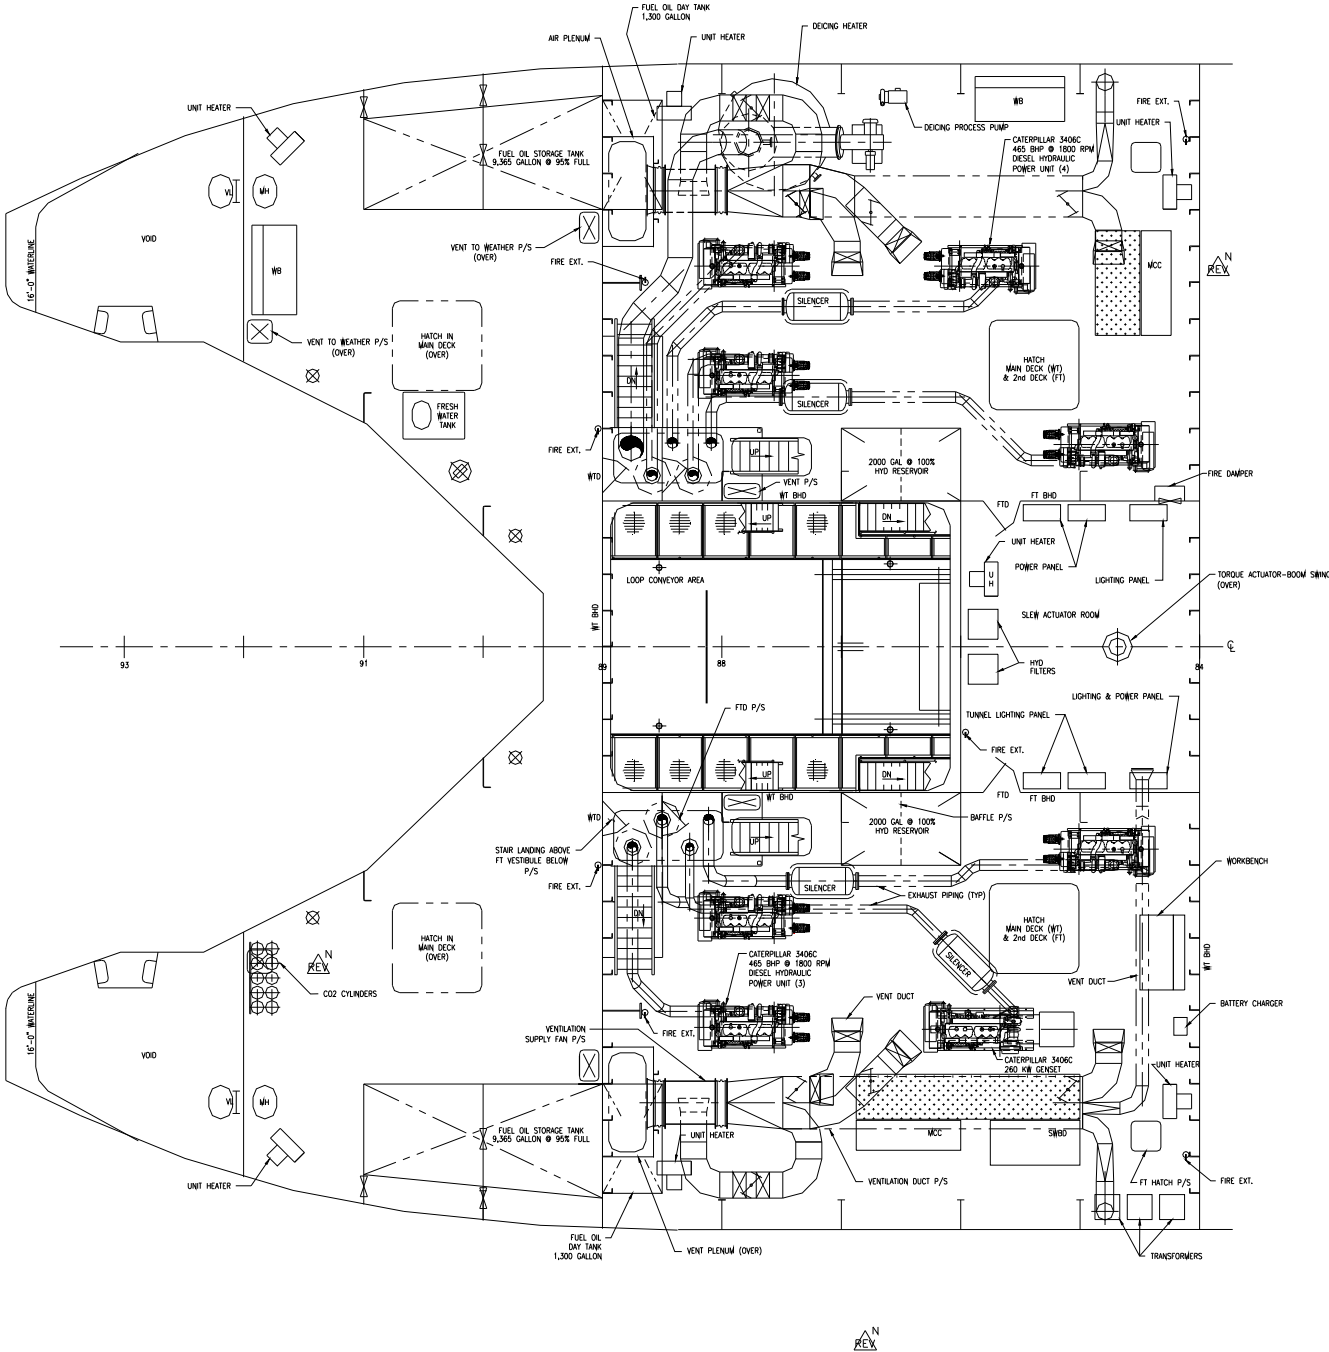 FUEL OIL DAY TANK
1,300 GALLON
AIR PLENUM
UNIT HEATER
DEICING HEATER
UNIT HEATER
WB
FIRE EXT.
DEICING PROCESS PUMP
UNIT HEATER
CATERPILLAR 3406C
465 BHP @ 1800 RPM
DIESEL HYDRAULIC
POWER UNIT (4)
FUEL OIL STORAGE TANK
9,365 GALLON @ 95% FULL
VL
MH
VOID
16'-0" WATERLINE
VENT TO WEATHER P/S
(OVER)
FIRE EXT.
WB
MCC
N
REV
SILENCER
VENT TO WEATHER P/S
(OVER)
HATCH IN
MAIN DECK
(OVER)
HATCH
MAIN DECK (WT)
& 2nd DECK (FT)
DN
SILENCER
FRESH
WATER
TANK
FIRE EXT.
UP
2000 GAL @ 100%
HYD RESERVOIR
WTD
VENT P/S
WT BHD
FT BHD
FTD
FIRE DAMPER
UP
DN
UNIT HEATER
POWER PANEL
LIGHTING PANEL
UH
LOOP CONVEYOR AREA
TORQUE ACTUATOR-BOOM SWING
(OVER)
WT BHD
SLEW ACTUATOR ROOM
93
91
89
88
84
HYD
FILTERS
LIGHTING & POWER PANEL
FTD P/S
TUNNEL LIGHTING PANEL
FIRE EXT.
UP
DN
FTD
FT BHD
WT BHD
WTD
2000 GAL @ 100%
HYD RESERVOIR
BAFFLE P/S
UP
STAIR LANDING ABOVE
FT VESTIBULE BELOW
P/S
FIRE EXT.
SILENCER
EXHAUST PIPING (TYP)
WORKBENCH
DN
HATCH IN
MAIN DECK
(OVER)
HATCH
MAIN DECK (WT)
& 2nd DECK (FT)
N
REV
CO2 CYLINDERS
CATERPILLAR 3406C
465 BHP @ 1800 RPM
DIESEL HYDRAULIC
POWER UNIT (3)
SILENCER
WT BHD
VENT DUCT
VENT DUCT
BATTERY CHARGER
16'-0" WATERLINE
VOID
VENTILATION
SUPPLY FAN P/S
FIRE EXT.
CATERPILLAR 3406C
260 KW GENSET
UNIT HEATER
VL
MH
FUEL OIL STORAGE TANK
9,365 GALLON @ 95% FULL
UNIT HEATER
MCC
SWBD
UNIT HEATER
VENTILATION DUCT P/S
FT HATCH P/S
FIRE EXT.
FUEL OIL
DAY TANK
1,300 GALLON
VENT PLENUM (OVER)
TRANSFORMERS
N
REV